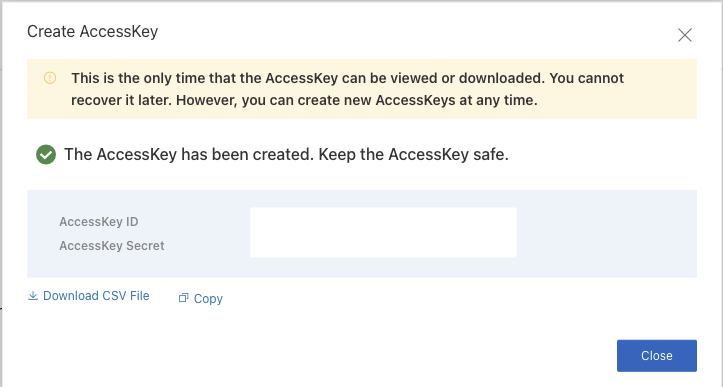 Create AccessKey
This is the only time that the AccessKey can be viewed or downloaded. You cannot
recover it later. However, you can create new AccessKeys at any time.
The AccessKey has been created. Keep the AccessKey safe.
AccessKey ID
AccessKey Secret
Download CSV File
Copy
Close